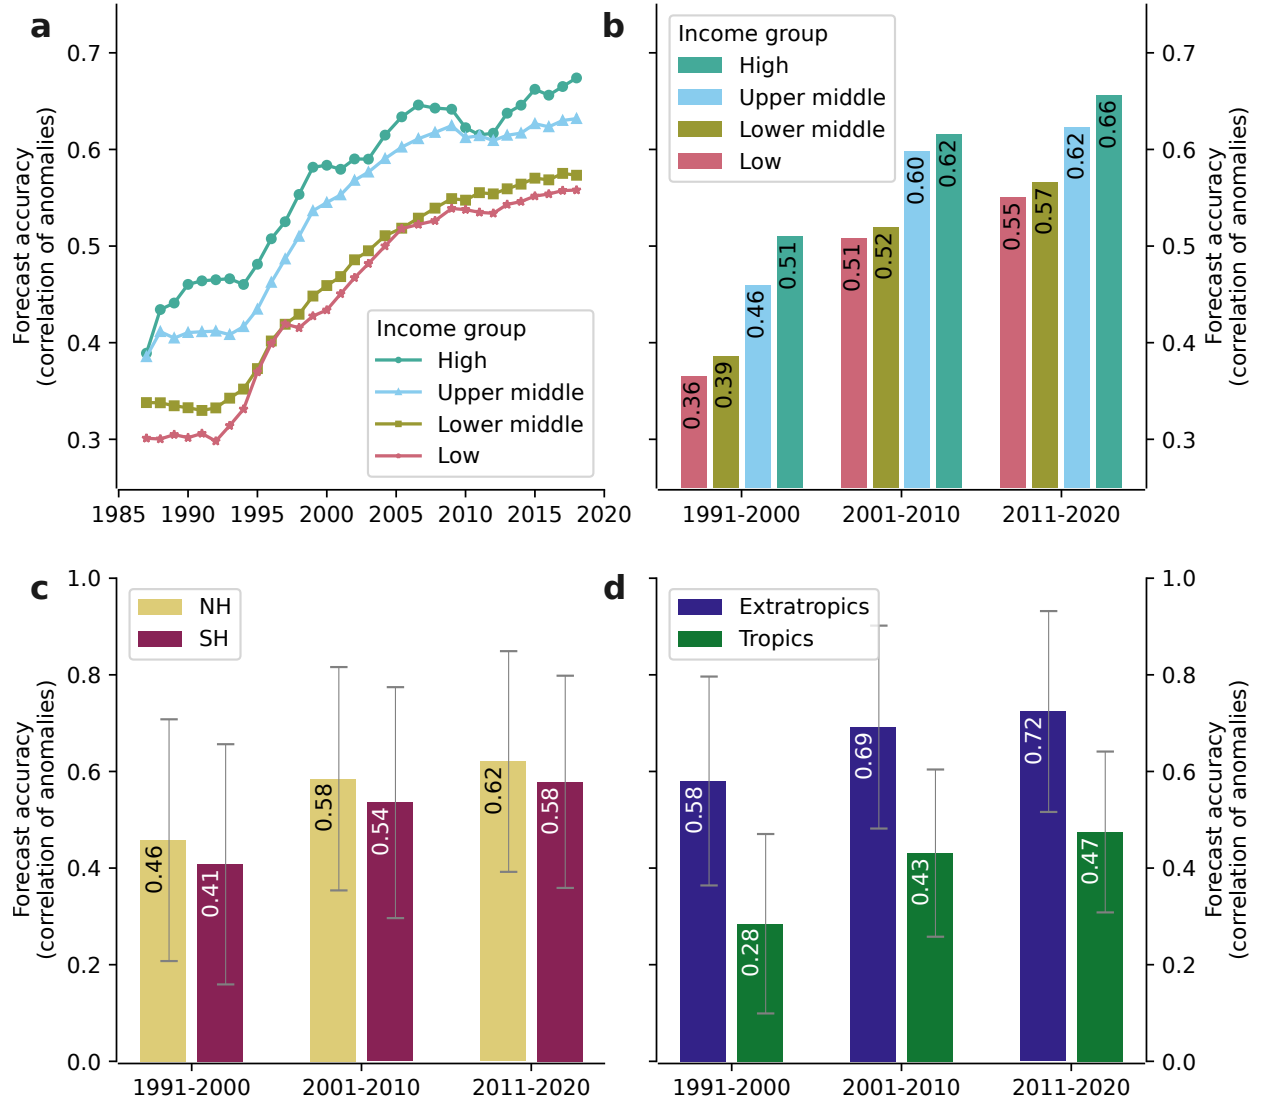 a
Forecast accuracy
(correlation of anomalies)
0.7
0.6
0.5
0.4
0.3
Income group
High
Upper middle
Lower middle
Low
1985 1990 1995 2000 2005 2010 2015 2020
b
Income group
High
Upper middle
Lower middle
Low
0.36
0.39
0.46
0.51
0.51
0.52
0.60
0.62
0.55
0.57
0.62
0.66
0.7
0.6
0.5
0.4
0.3
Forecast accuracy
(correlation of anomalies)
1991-2000 2001-2010 2011-2020
c
Forecast accuracy
(correlation of anomalies)
1.0
0.8
0.6
0.4
0.2
0.0
NH
SH
0.46
0.41
0.58
0.54
0.62
0.58
1991-2000 2001-2010 2011-2020
d
Extratropics
Tropics
0.58
0.28
0.69
0.43
0.72
0.47
1.0
0.8
0.6
0.4
0.2
0.0
Forecast accuracy
(correlation of anomalies)
1991-2000 2001-2010 2011-2020